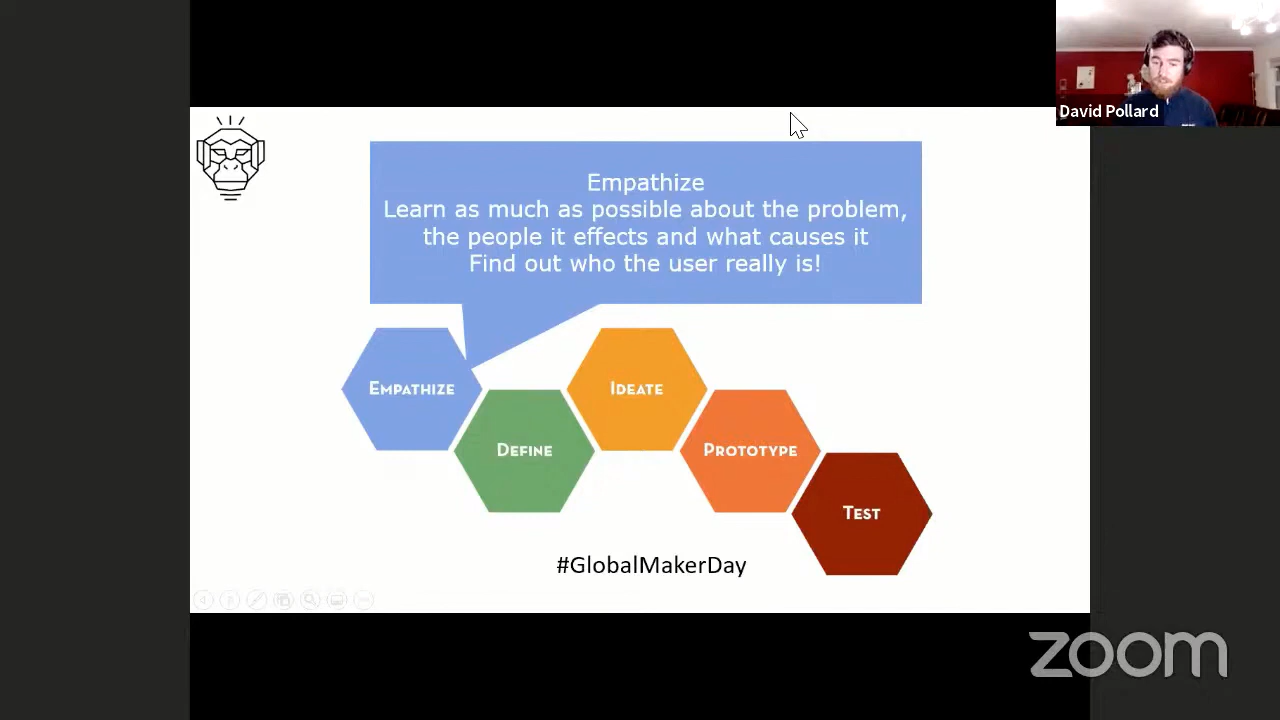 David Pollard
Empathize
Learn as much as possible about the problem,
the people it effects and what causes it
Find out who the user really is!
EMPATHIZE
IDEATE
DEFINE
PROTOTYPE
TEST
#GlobalMakerDay
zoom